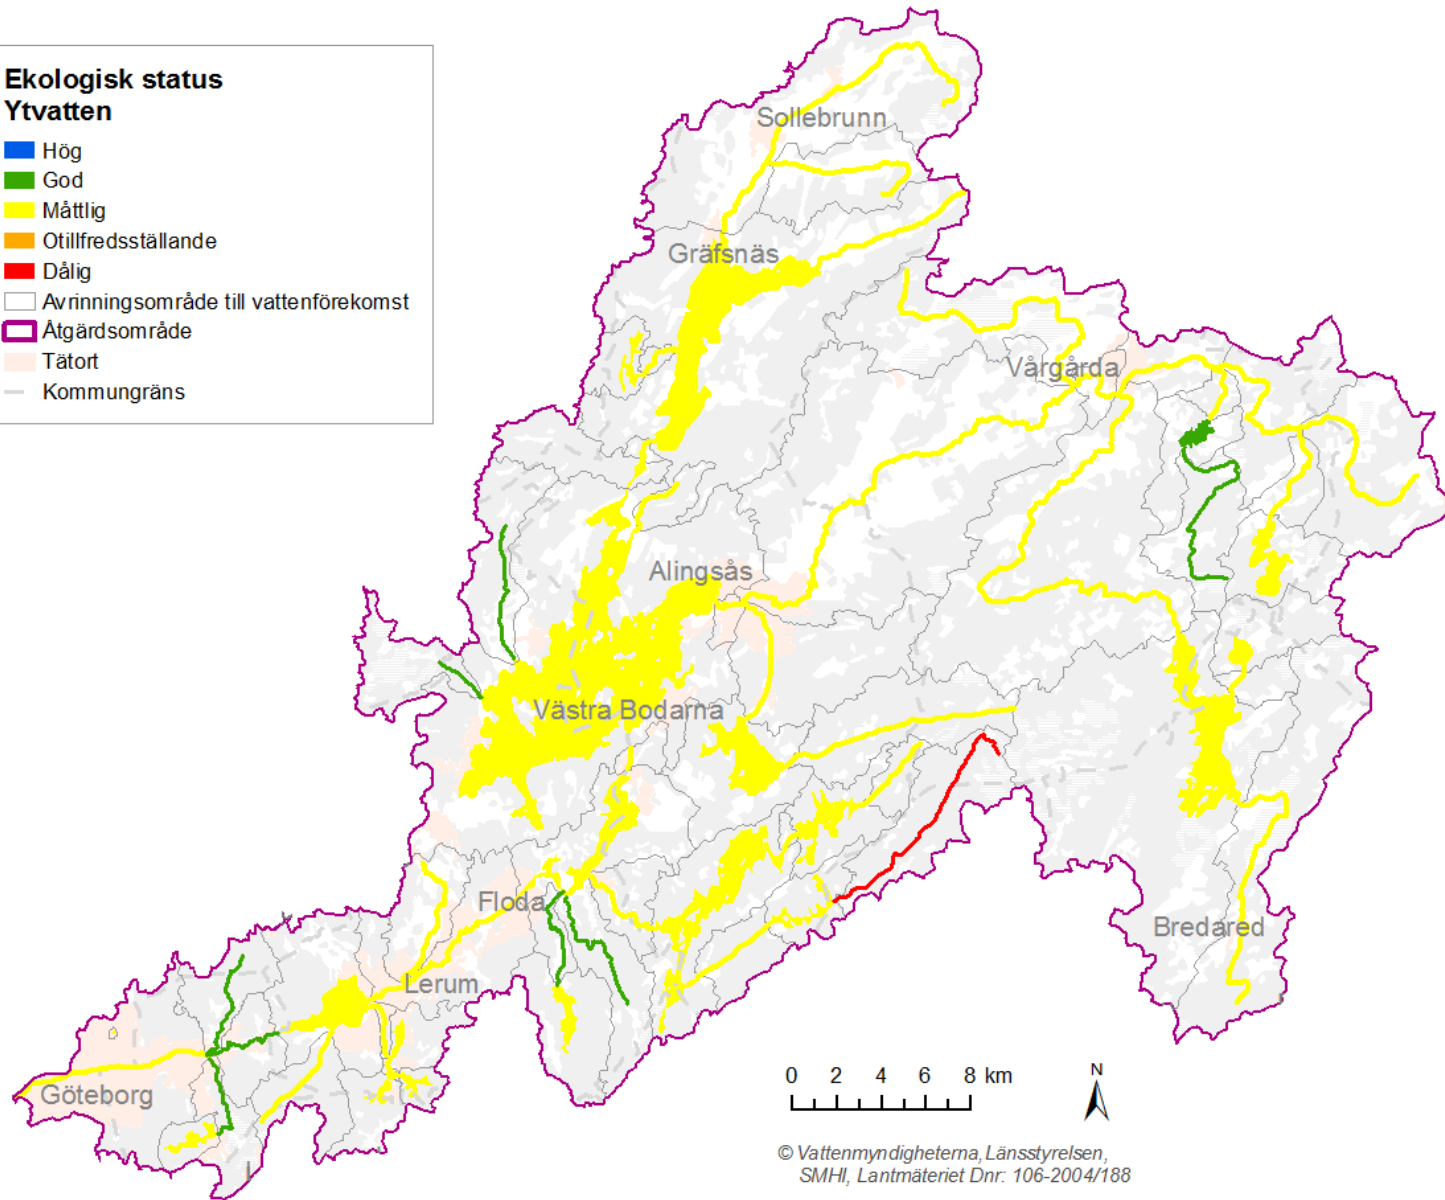 Ekologisk status
Ytvatten
Hög
God
Måttlig
Otillfredsställande
Dålig
Avrinningsområde till vattenförekomst
Åtgärdsområde
Tätort
Kommungräns
Sollebrunn
Gräfsnäs
Vårgårda
Alingsås
Västra Bodarna
Floda
Bredared
Lerum
Göteborg
0 2 4 6 8 km
N
© Vattenmyndigheterna, Länsstyrelsen,
SMHI, Lantmäteriet Dnr: 106-2004/188